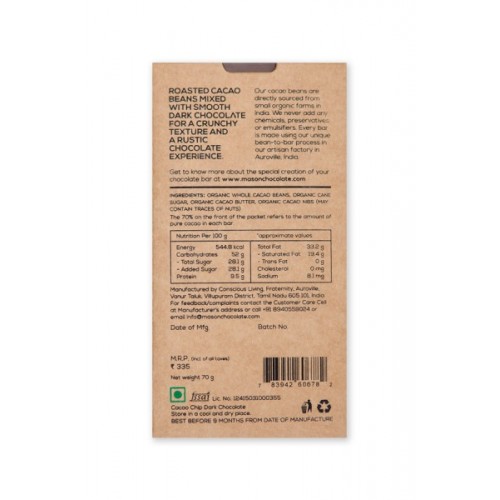 ROASTED CACAO
BEANS MIXED
WITH SMOOTH
DARK CHOCOLATE
FOR A CRUNCHY
TEXTURE AND
A RUSTIC
CHOCOLATE
EXPERIENCE.
Our cacao beans are
directly sourced from
small organic farms in
India. We never add any
chemicals, preservatives
or emulsifiers. Every bar
is made using our unique
bean-to-bar process in
our artisan factory in
Auroville, India.
Get to know more about the special creation of your
chocolate bar at www.masonchocolate.com
INGREDIENTS: ORGANIC WHOLE CACAO BEANS, ORGANIC CANE
SUGAR, ORGANIC CACAO BUTTER, ORGANIC CACAO NIBS (MAY
CONTAIN TRACES OF NUTS).
The 70% on the front of the packet refers to the amount of
pure cacao in each bar
Nutrition Per 100 g *approximate values
Energy 544.8 kcal
Carbohydrates 52 g
- Total Sugar 28.1 g
- Added Sugar 28.1 g
Protein 9.5 g
Total Fat 33.2 g
- Saturated Fat 19.4 g
- Trans Fat 0 g
Cholesterol 0 mg
Sodium 8.1 mg
Manufactured by Conscious Living, Fraternity, Auroville,
Vanur Taluk, Villupuram District, Tamil Nadu 605 101, India
For feedback/complaints contact the Customer Care Cell
at Manufacturer's address or call +91 8940559024 or
email info@masonchocolate.com
Date of Mfg. Batch No.
M.R.P. (Incl. of all taxes)
₹ 335
Net weight 70 g
7 83942 60878 2
fssai Lic. No.
Cacao Chip Dark Chocolate
Store in a cool and dry place.
BEST BEFORE 9 MONTHS FROM DATE OF MANUFACTURE